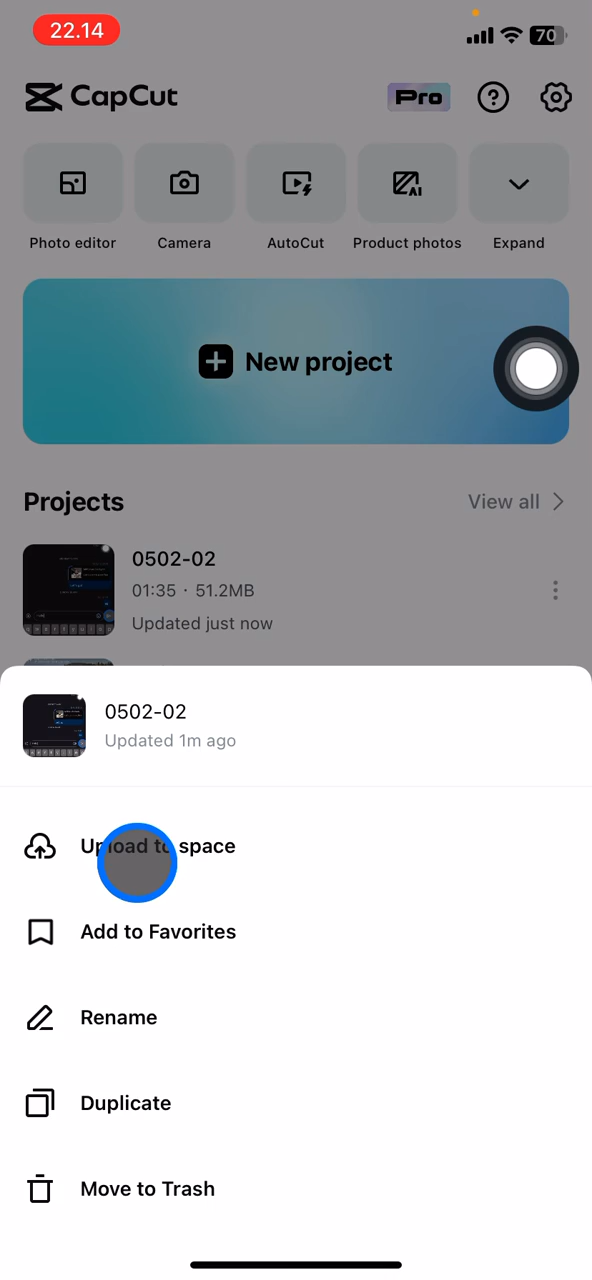 22.14
70
CapCut
Pro
Photo editor
Camera
AutoCut
AI
Product photos
Expand
New project
Projects
View all
0502-02
01:35 · 51.2MB
Updated just now
0502-02
Updated 1m ago
Upload to space
Add to Favorites
Rename
Duplicate
Move to Trash